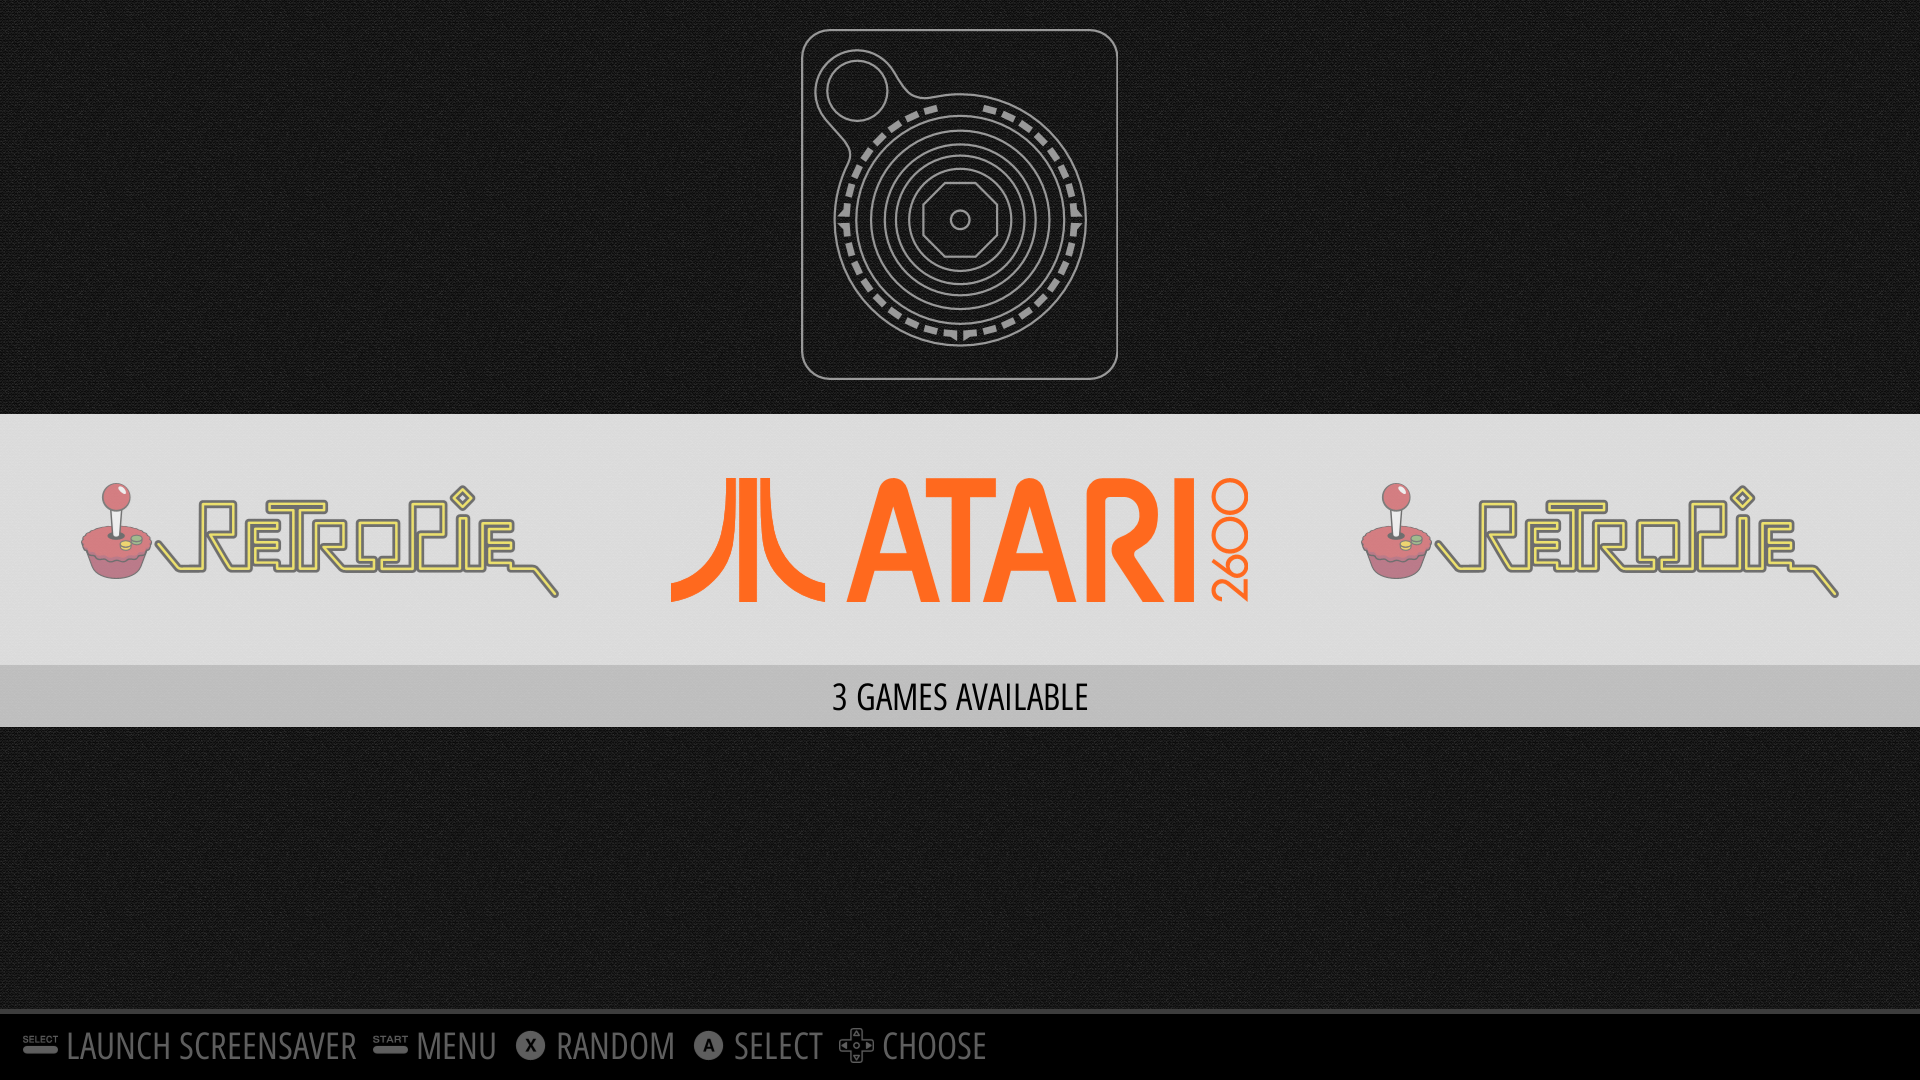 RETROPIE ATARI 2600 RETROPIE
3 GAMES AVAILABLE
SELECT LAUNCH SCREENSAVER START MENU X RANDOM A SELECT CHOOSE